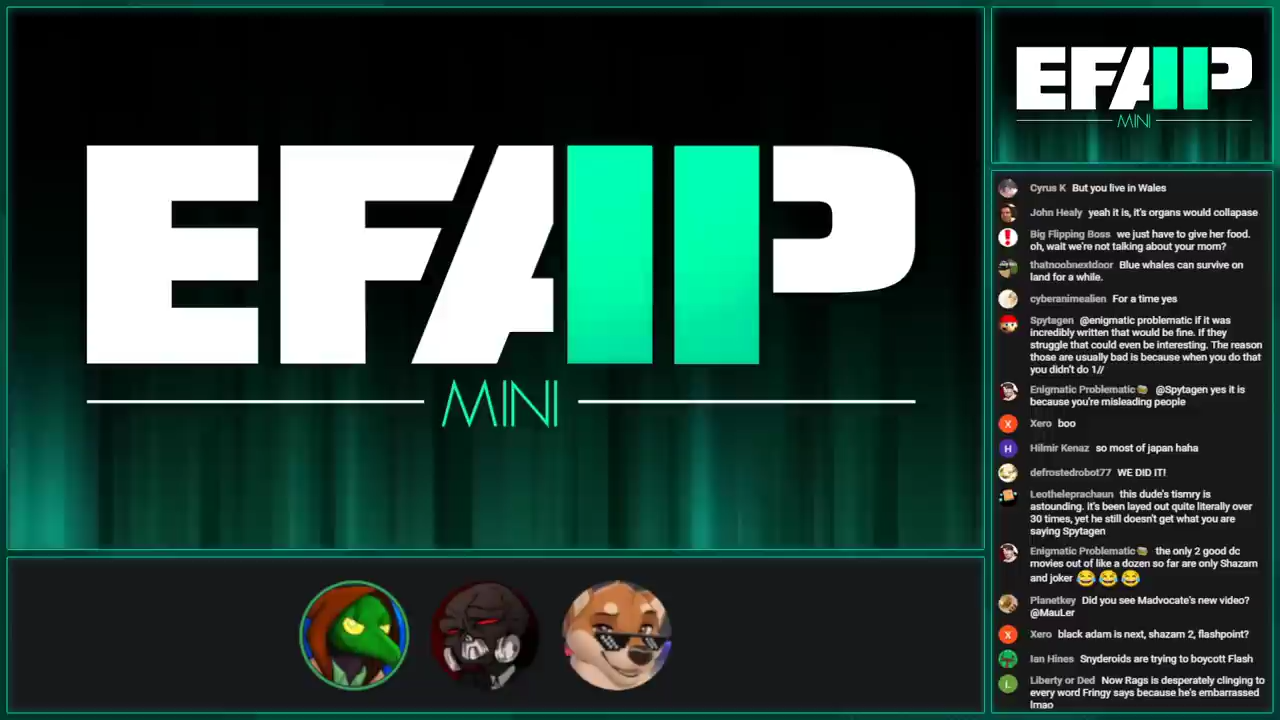 EFAP
MINI
EFAP
MINI
Cyrus K But you live in Wales
John Healy yeah it is, it's organs would collapase
Big Flipping Boss we just have to give her food.
oh, wait we're not talking about your mom?
thatnoobnextdoor Blue whales can survive on
land for a while.
cyberanimealien For a time yes
Spytagen @enigmatic problematic if it was
incredibly written that would be fine. If they
struggle that could even be interesting. The reason
those are usually bad is because when you do that
you didn't do 1//
Enigmatic Problematic @Spytagen yes it is
because you're misleading people
X Xero boo
H Hilmir Kenaz so most of japan haha
defrostedrobot77 WE DID IT!
Leotheleprachaun this dude's tismry is
astounding. it's been layed out quite literally over
30 times, yet he still doesn't get what you are
saying Spytagen
Enigmatic Problematic the only 2 good dc
movies out of like a dozen so far are only Shazam
and joker 😂 😂 😂
Planetkey Did you see Madvocate's new video?
@MauLer
X Xero black adam is next, shazam 2, flashpoint?
Ian Hines Snyderoids are trying to boycott Flash
L Liberty or Ded Now Rags is desperately clinging to
every word Fringy says because he's embarrassed
lmao